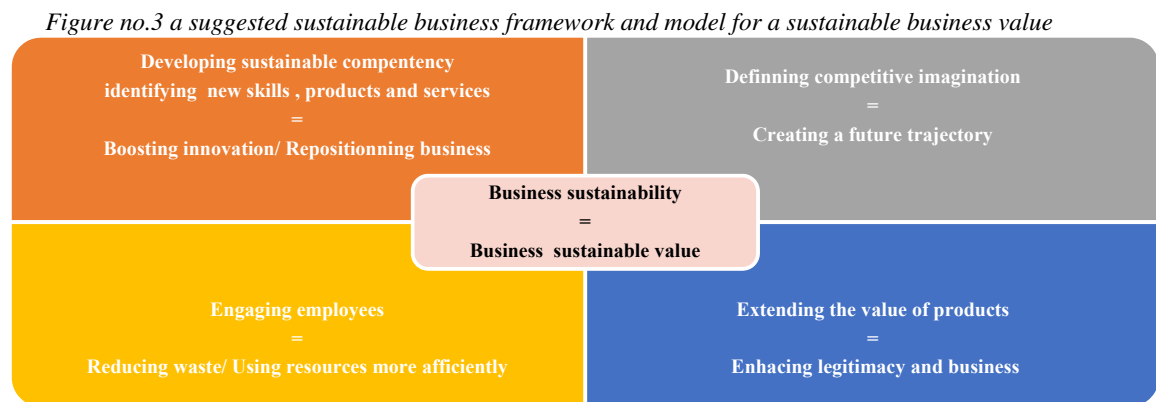 Figure no.3 a suggested sustainable business framework and model for a sustainable business value
Developing sustainable compentency
identifying new skills , products and services
=
Boosting innovation/ Repositionning business
Definning competitive imagination
=
Creating a future trajectory
Business sustainability
=
Business sustainable value
Engaging employees
=
Reducing waste/ Using resources more afficiently
Extending the value of products
=
Enhacing legitimacy and business